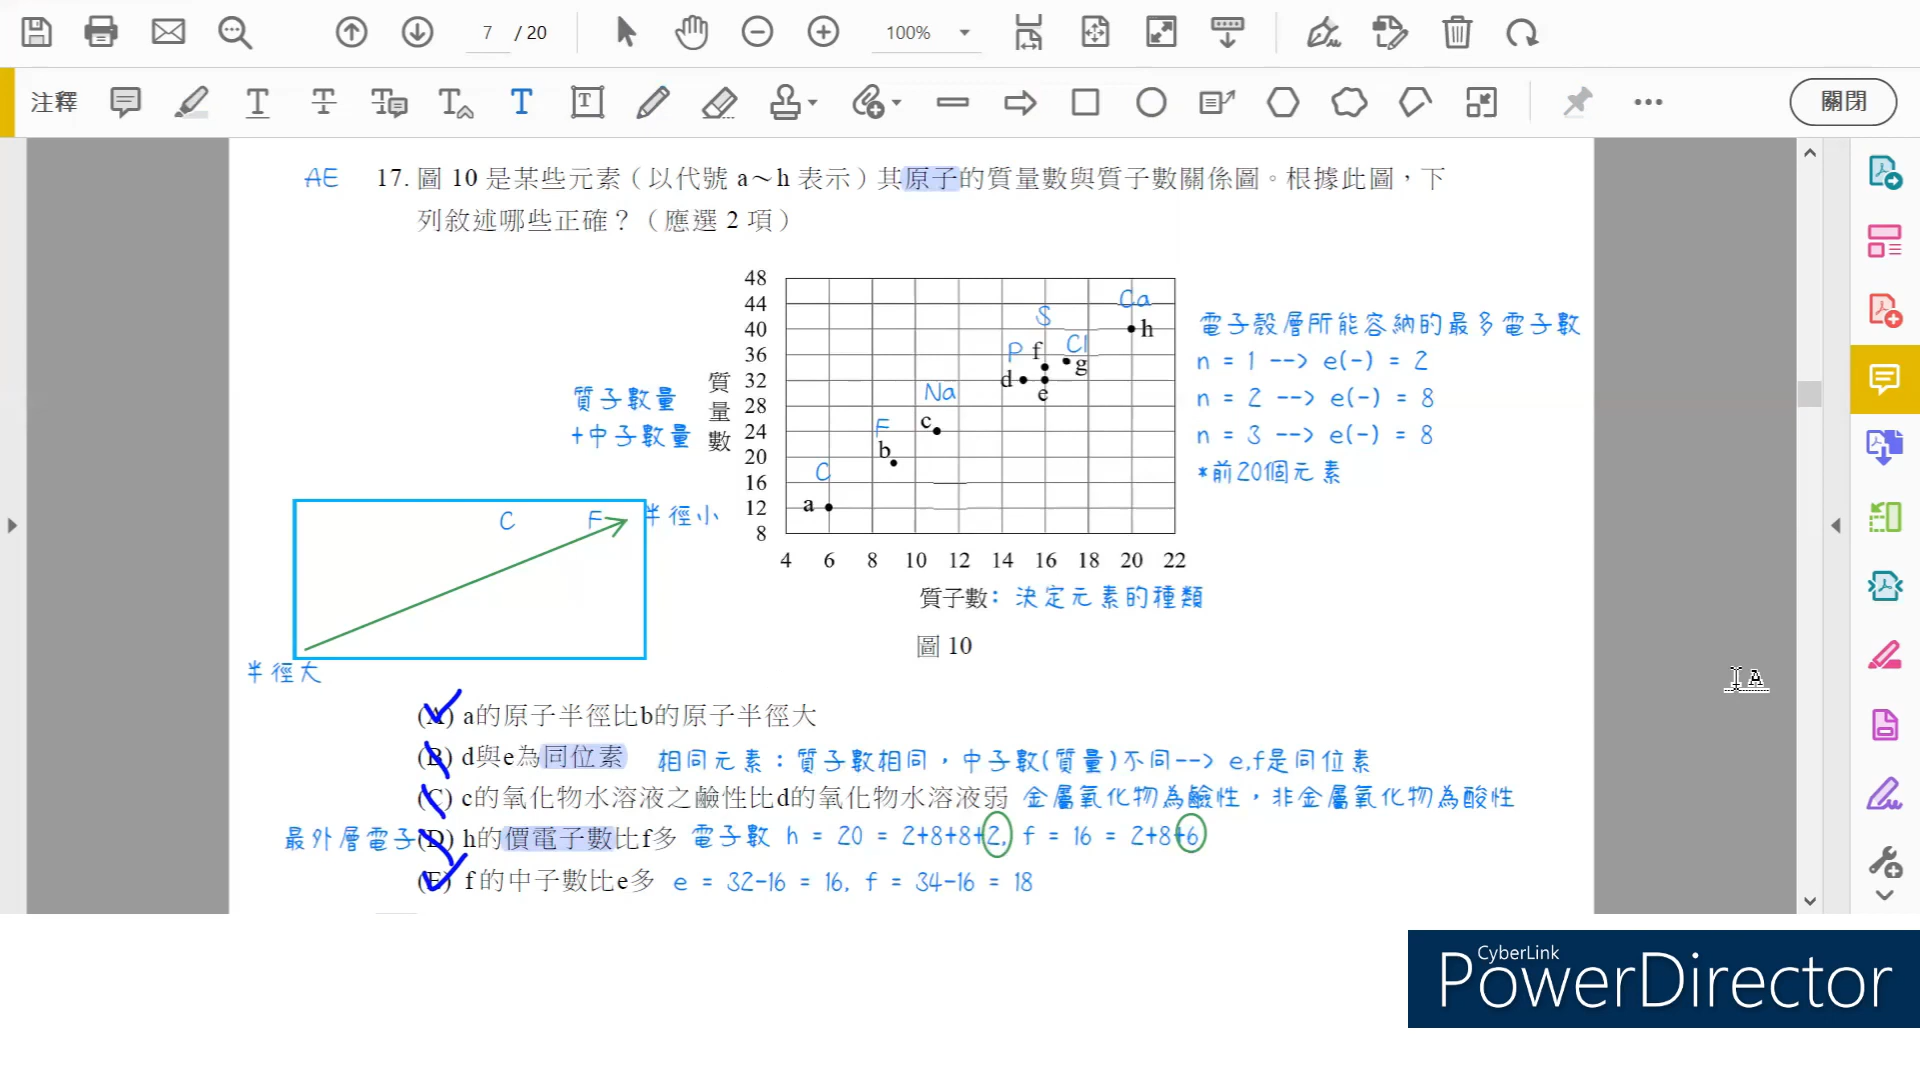 7 / 20
100%
注釋
關閉
AE 17. 圖 10 是某些元素（以代號 a～h 表示）其原子的質量數與質子數關係圖。根據此圖，下
列敘述哪些正確？（應選 2 項）
48
44
40
36
32
28
24
20
16
12
8
質量數
質子數量
+中子數量
C
a
F
b
Na
c
P
d
S
f
e
Cl
g
Ca
h
4 6 8 10 12 14 16 18 20 22
質子數：決定元素的種類
圖 10
電子殼層所能容納的最多電子數
n = 1 --> e(-) = 2
n = 2 --> e(-) = 8
n = 3 --> e(-) = 8
*前20個元素
C F 半徑小
半徑大
(A) a的原子半徑比b的原子半徑大
(B) d與e為同位素 相同元素：質子數相同，中子數(質量)不同--> e,f是同位素
(C) c的氧化物水溶液之鹼性比d的氧化物水溶液弱 金屬氧化物為鹼性，非金屬氧化物為酸性
最外層電子 (D) h的價電子數比f多 電子數 h = 20 = 2+8+8+2, f = 16 = 2+8+6
(E) f的中子數比e多 e = 32-16 = 16, f = 34-16 = 18
CyberLink
PowerDirector